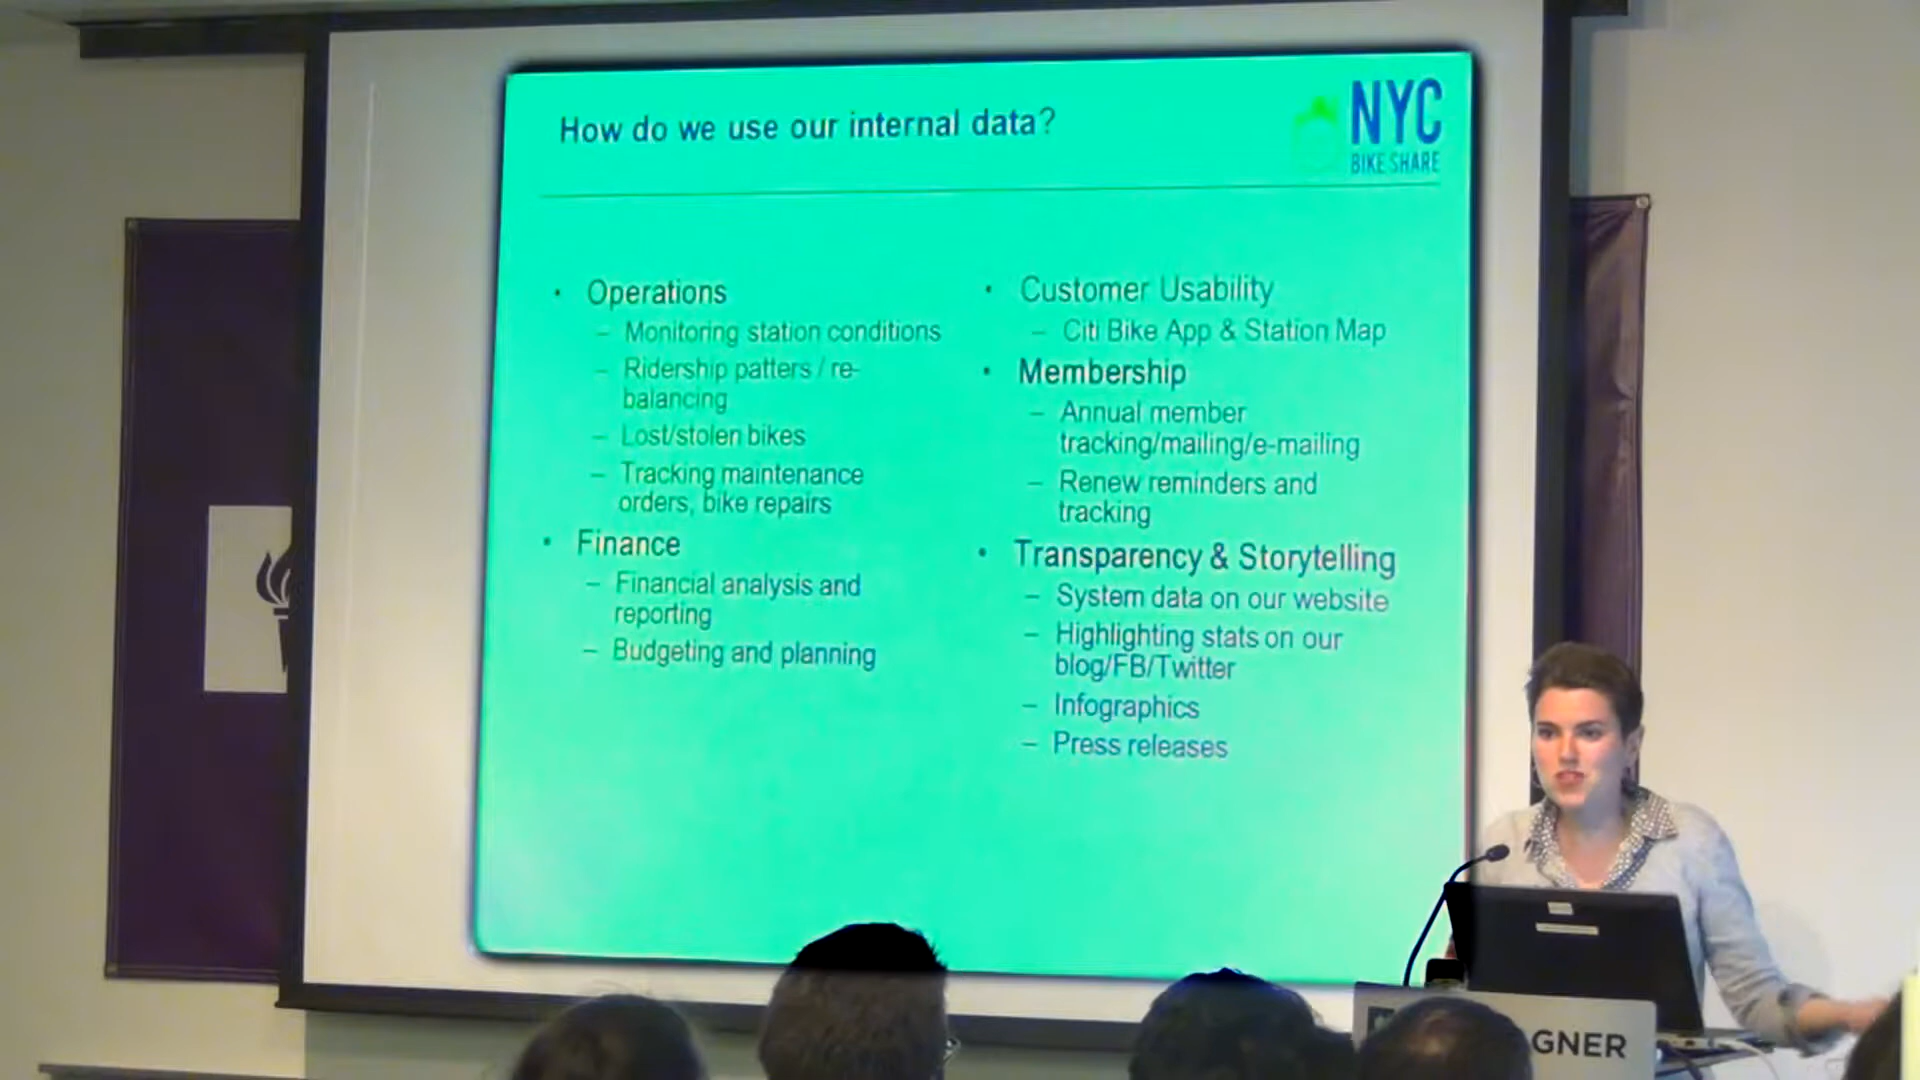 How do we use our internal data?
NYC
BIKE SHARE
• Operations
– Monitoring station conditions
– Ridership patters / re-
balancing
– Lost/stolen bikes
– Tracking maintenance
orders, bike repairs
• Finance
– Financial analysis and
reporting
– Budgeting and planning
• Customer Usability
– Citi Bike App & Station Map
• Membership
– Annual member
tracking/mailing/e-mailing
– Renew reminders and
tracking
• Transparency & Storytelling
– System data on our website
– Highlighting stats on our
blog/FB/Twitter
– Infographics
– Press releases
GNER